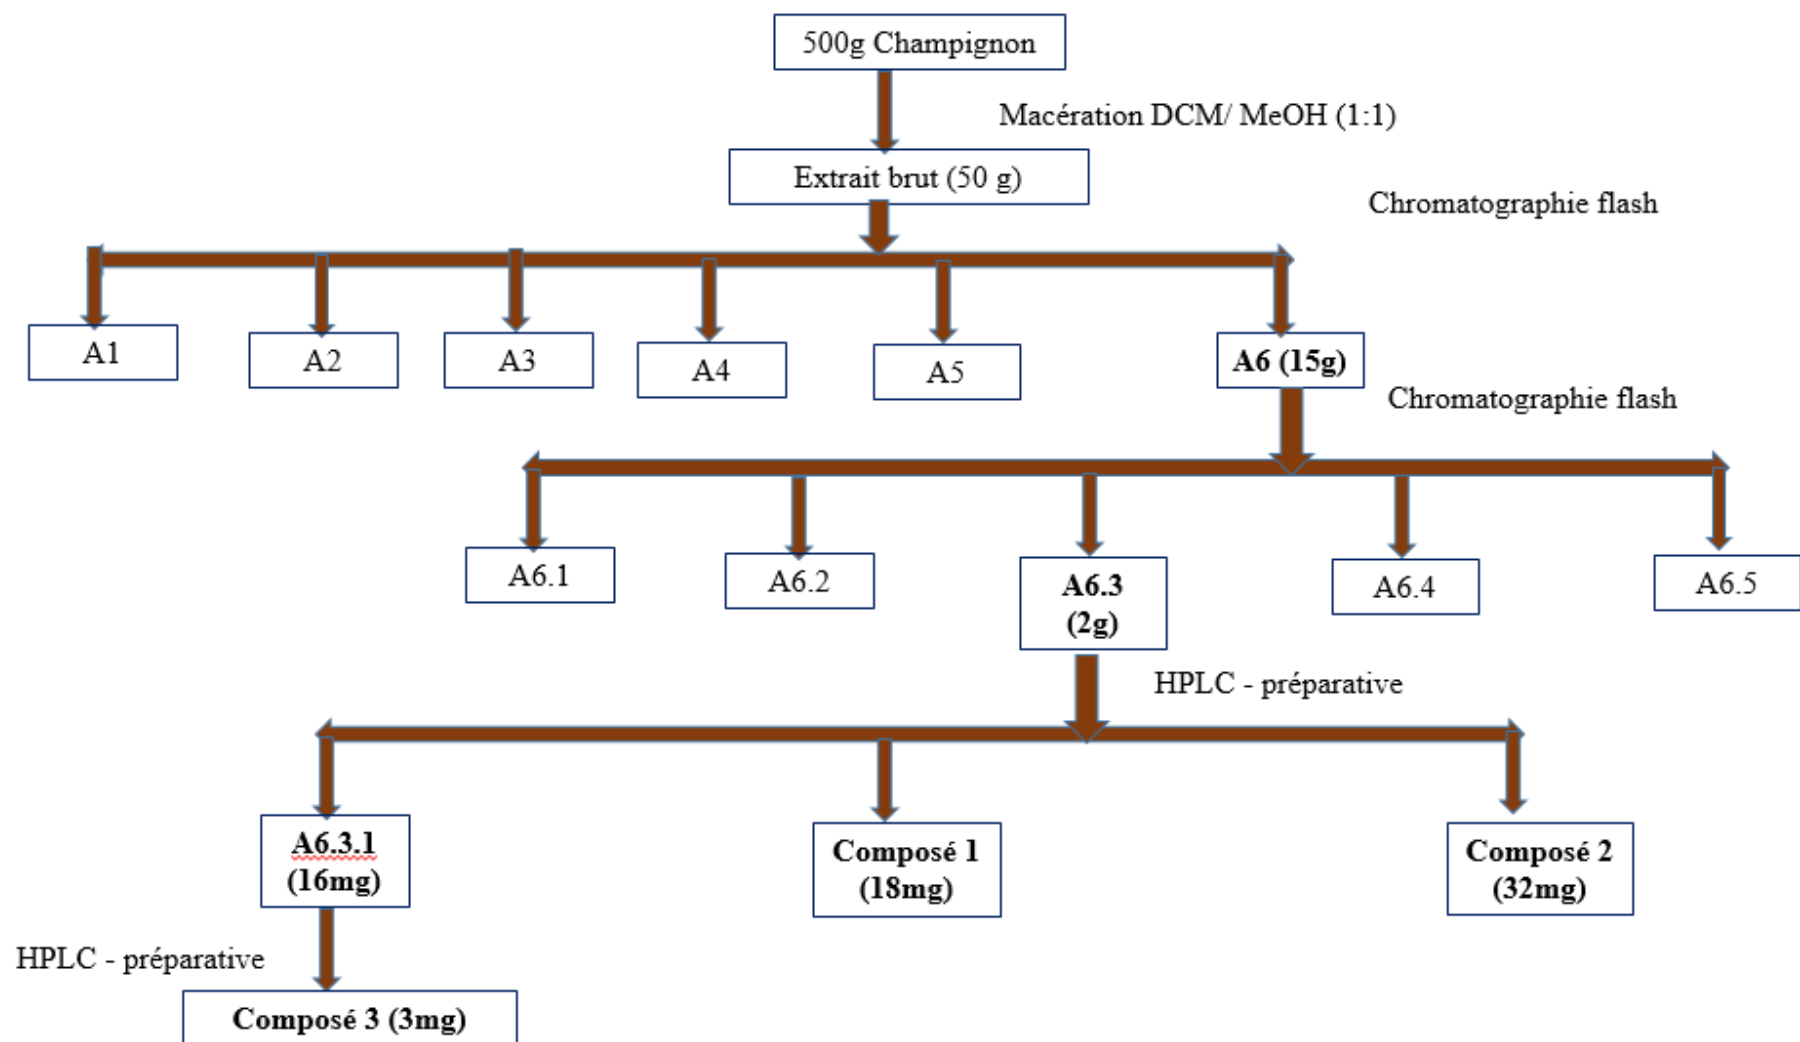 500g Champignon
Macération DCM/ MeOH (1:1)
Extrait brut (50 g)
Chromatographie flash
A1
A2
A3
A4
A5
A6 (15g)
Chromatographie flash
A6.1
A6.2
A6.3
(2g)
A6.4
A6.5
HPLC - préparative
A6.3.1
(16mg)
Composé 1
(18mg)
Composé 2
(32mg)
HPLC - préparative
Composé 3 (3mg)